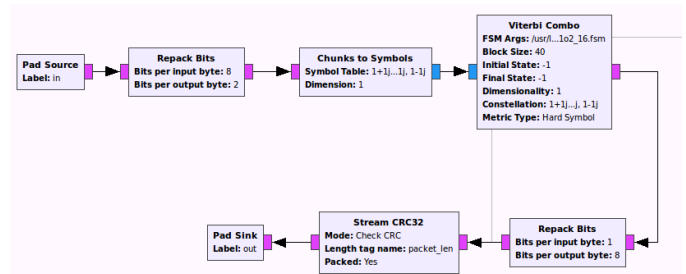 Pad Source
Label: in
Repack Bits
Bits per input byte: 8
Bits per output byte: 2
Chunks to Symbols
Symbol Table: 1+1j...1j, 1-1j
Dimension: 1
Viterbi Combo
FSM Args: /usr/l...1o2_16.fsm
Block Size: 40
Initial State: -1
Final State: -1
Dimensionality: 1
Constellation: 1+1j...j, 1-1j
Metric Type: Hard Symbol
Pad Sink
Label: out
Stream CRC32
Mode: Check CRC
Length tag name: packet_len
Packed: Yes
Repack Bits
Bits per input byte: 1
Bits per output byte: 8